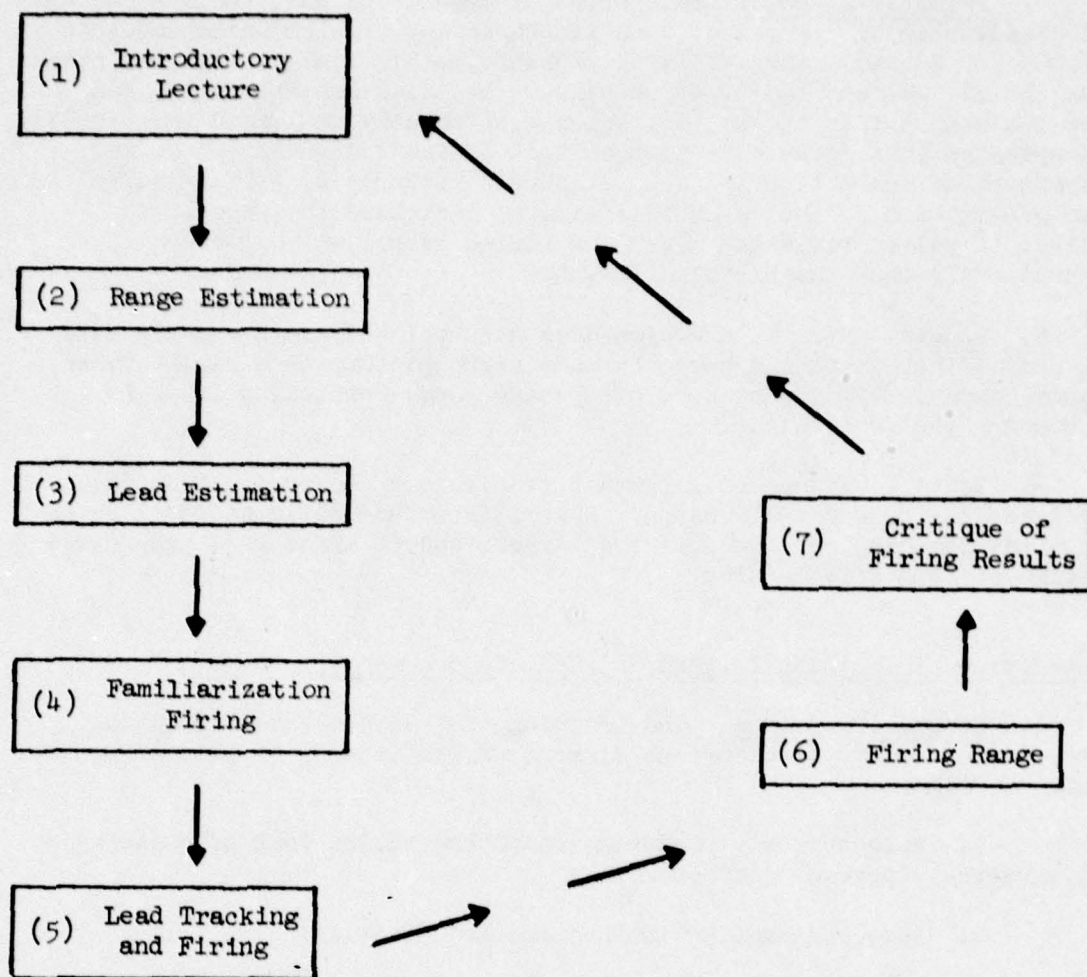 (1) Introductory
Lecture
(2) Range Estimation
(3) Lead Estimation
(4) Familiarization
Firing
(5) Lead Tracking
and Firing
(6) Firing Range
(7) Critique of
Firing Results